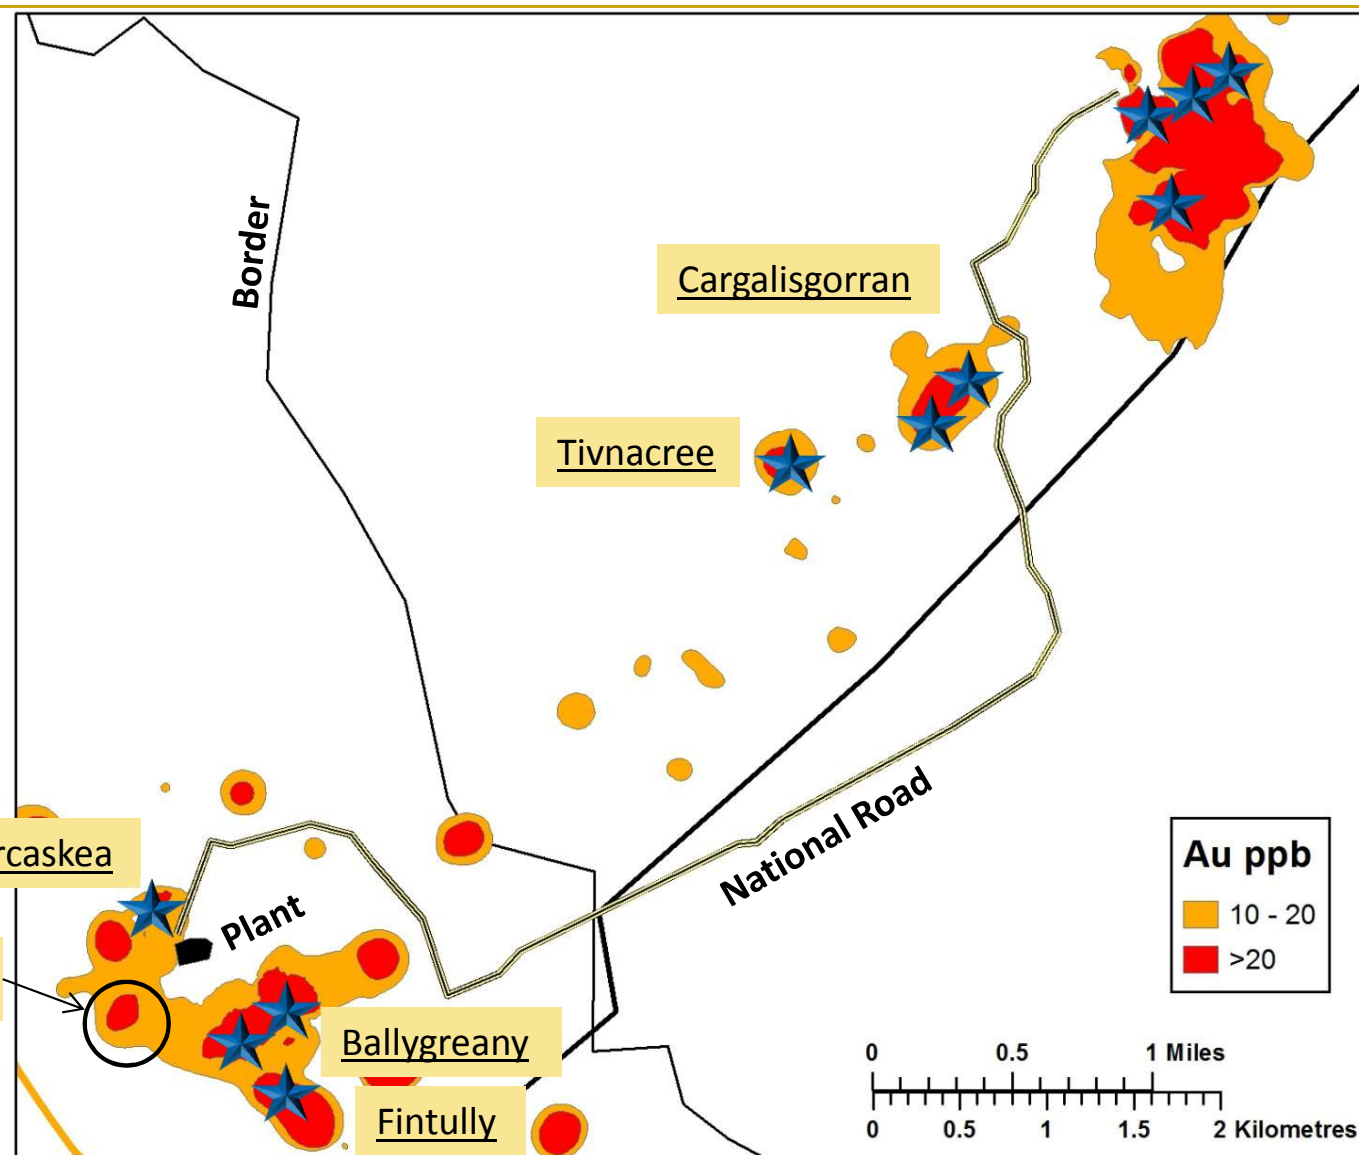 Border
Cargalisgorran
Tivnacree
National Road
rcaskea
Plant
Ballygreany
Fintully
Au ppb
10 - 20
>20
0 0.5 1 Miles
0 0.5 1 1.5 2 Kilometres